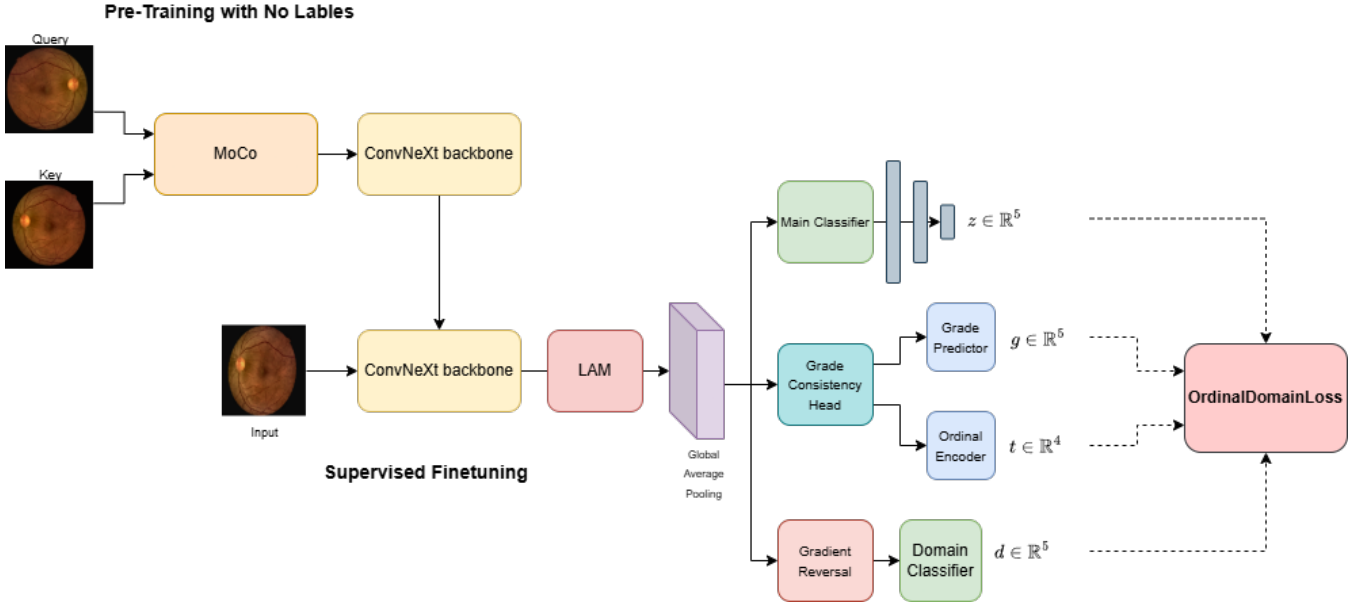 Pre-Training with No Lables
Query
Key
MoCo
ConvNeXt backbone
Input
ConvNeXt backbone
LAM
Global
Average
Pooling
Supervised Finetuning
Main Classifier
z ∈ ℝ⁵
Grade
Consistency
Head
Grade
Predictor
g ∈ ℝ⁵
Ordinal
Encoder
t ∈ ℝ⁴
Gradient
Reversal
Domain
Classifier
d ∈ ℝ⁵
OrdinalDomainLoss